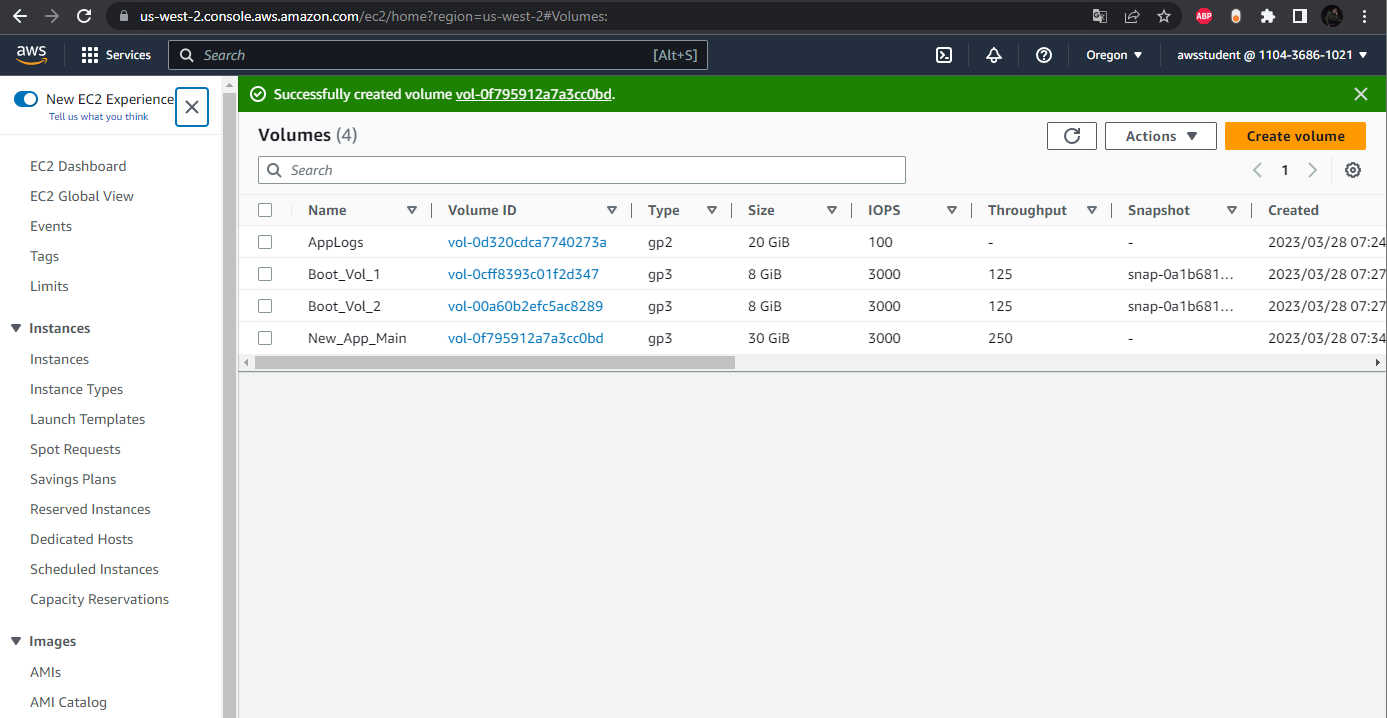 us-west-2.console.aws.amazon.com/ec2/home?region=us-west-2#Volumes:
ABP
aws Services Search [Alt+S] Oregon awsstudent @ 1104-3686-1021
New EC2 Experience
Tell us what you think
EC2 Dashboard
EC2 Global View
Events
Tags
Limits
Instances
Instances
Instance Types
Launch Templates
Spot Requests
Savings Plans
Reserved Instances
Dedicated Hosts
Scheduled Instances
Capacity Reservations
Images
AMIs
AMI Catalog
Successfully created volume vol-0f795912a7a3cc0bd.
Volumes (4) Actions Create volume
Search 1
Name Volume ID Type Size IOPS Throughput Snapshot Created
AppLogs vol-0d320cdca7740273a gp2 20 GiB 100 - - 2023/03/28 07:24
Boot_Vol_1 vol-0cff8393c01f2d347 gp3 8 GiB 3000 125 snap-0a1b681... 2023/03/28 07:27
Boot_Vol_2 vol-00a60b2efc5ac8289 gp3 8 GiB 3000 125 snap-0a1b681... 2023/03/28 07:27
New_App_Main vol-0f795912a7a3cc0bd gp3 30 GiB 3000 250 - 2023/03/28 07:34